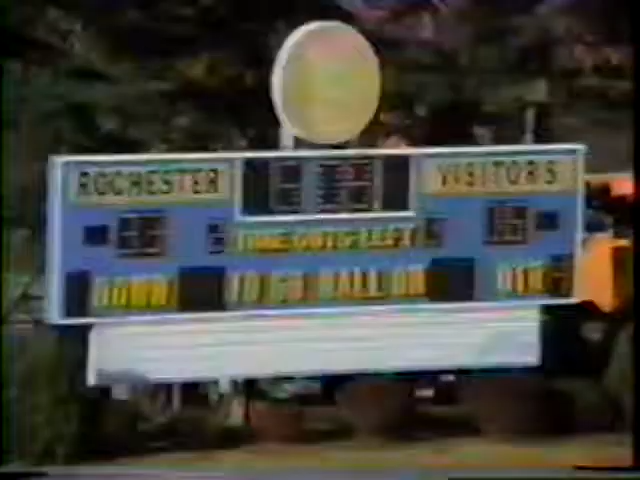 ROCHESTER VISITORS
TIME OUTS LEFT
DOWN TO GO BALL ON QTR